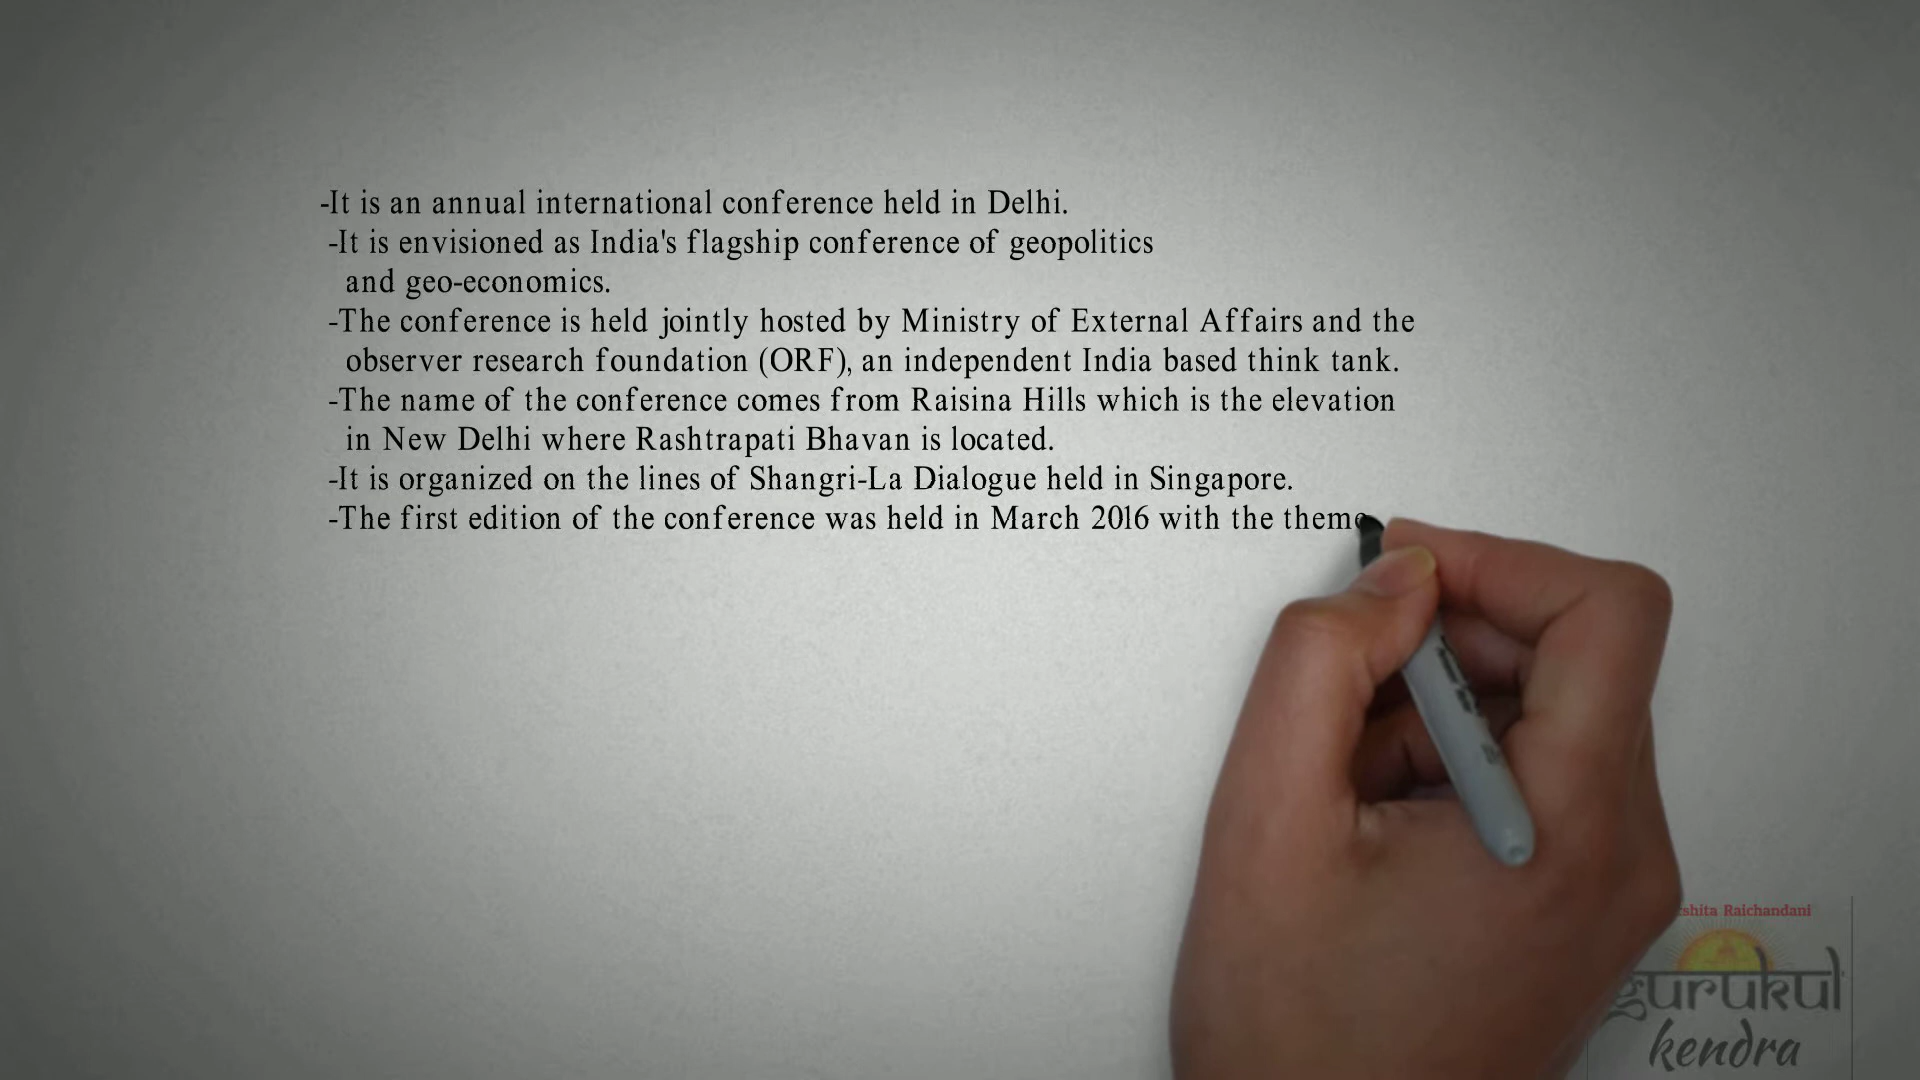 -It is an annual international conference held in Delhi.
-It is envisioned as India's flagship conference of geopolitics
and geo-economics.
-The conference is held jointly hosted by Ministry of External Affairs and the
observer research foundation (ORF), an independent India based think tank.
-The name of the conference comes from Raisina Hills which is the elevation
in New Delhi where Rashtrapati Bhavan is located.
-It is organized on the lines of Shangri-La Dialogue held in Singapore.
-The first edition of the conference was held in March 2016 with the theme
Raichandani
gurukul
kendra